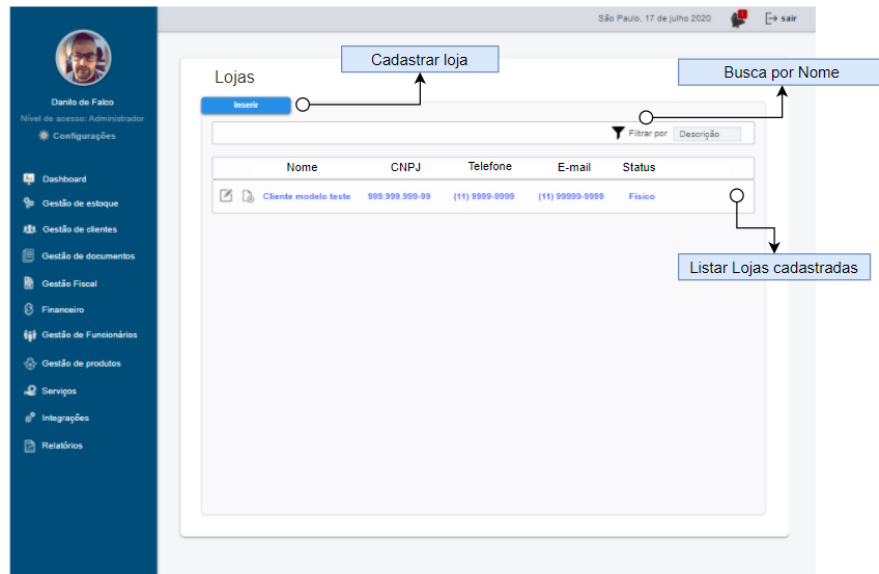 São Paulo, 17 de julho 2020
sair
Danilo de Falco
Nível de acesso: Administrador
Configurações
Dashboard
Gestão de estoque
Gestão de clientes
Gestão de documentos
Gestão Fiscal
Financeiro
Gestão de Funcionários
Gestão de produtos
Serviços
Integrações
Relatórios
Lojas
Cadastrar loja
Busca por Nome
Inserir
Filtrar por Descrição
Nome CNPJ Telefone E-mail Status
Cliente modelo teste 999.999.999-99 (11) 9999-9999 (11) 99999-9999 Físico
Listar Lojas cadastradas